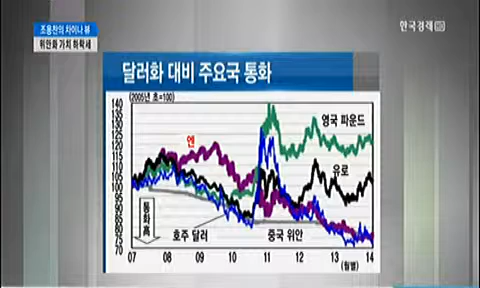 조용찬의 차이나 뷰
위안화 가치 하락세
한국경제 HD
달러화 대비 주요국 통화
(2005년 초=100)
140
135
130
125
120
115
110
105
100
95
90
85
80
75
70
엔
영국 파운드
유로
통화高
호주 달러
중국 위안
07 08 09 10 11 12 13 14
(월별)